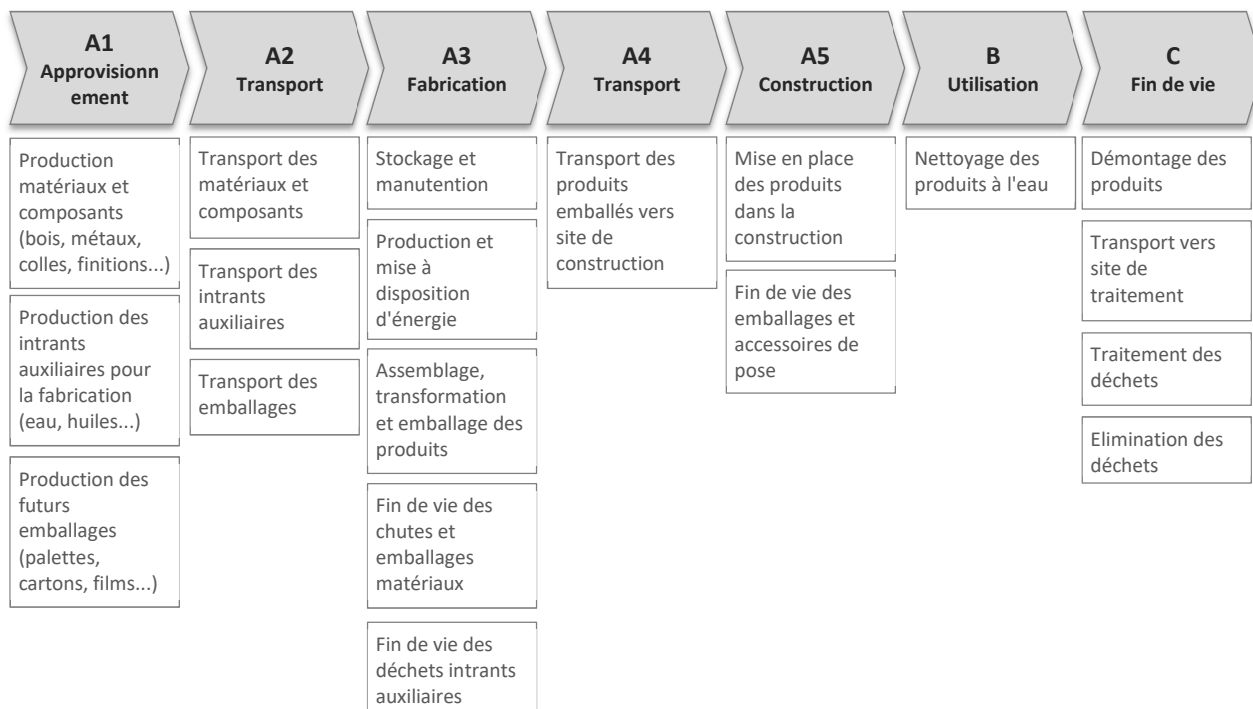 A1
Approvisionn
ement
A2
Transport
A3
Fabrication
A4
Transport
A5
Construction
B
Utilisation
C
Fin de vie
Production
matériaux et
composants
(bois, métaux,
colles, finitions...)
Production des
intrants
auxiliaires pour
la fabrication
(eau, huiles...)
Production des
futurs
emballages
(palettes,
cartons, films...)
Transport des
matériaux et
composants
Transport des
intrants
auxiliaires
Transport des
emballages
Stockage et
manutention
Production et
mise à
disposition
d'énergie
Assemblage,
transformation
et emballage des
produits
Fin de vie des
chutes et
emballages
matériaux
Fin de vie des
déchets intrants
auxiliaires
Transport des
produits
emballés vers
site de
construction
Mise en place
des produits
dans la
construction
Fin de vie des
emballages et
accessoires de
pose
Nettoyage des
produits à l'eau
Démontage des
produits
Transport vers
site de
traitement
Traitement des
déchets
Elimination des
déchets